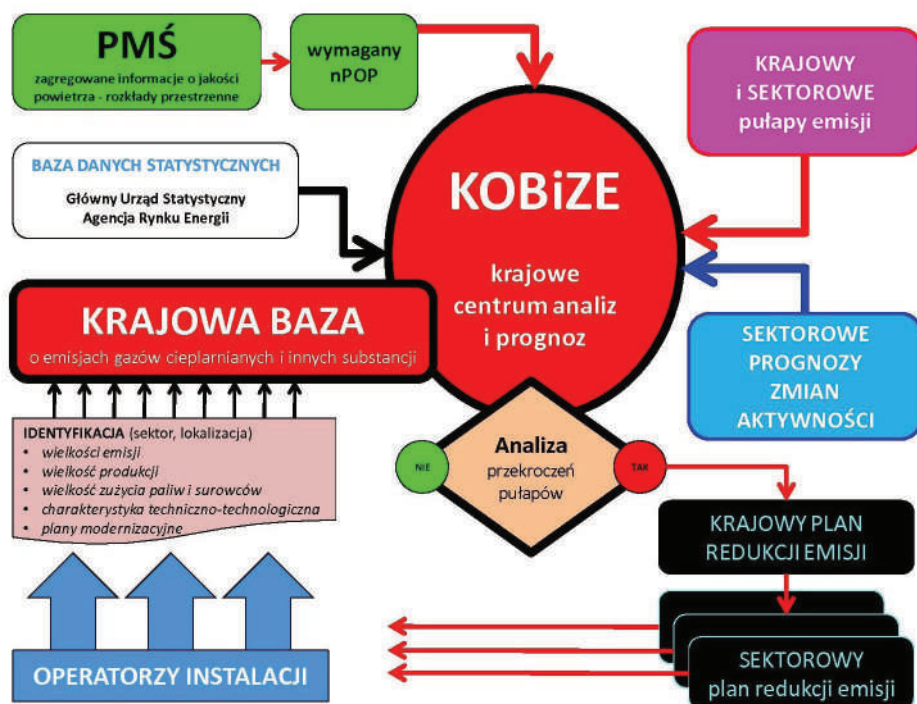 PMŚ
zagregowane informacje o jakości
powietrza - rozkłady przestrzenne
wymagany
nPOP
KRAJOWY
i SEKTOROWE
pułapy emisji
BAZA DANYCH STATYSTYCZNYCH
Główny Urząd Statystyczny
Agencja Rynku Energii
KOBiZE
krajowe
centrum analiz
i prognoz
KRAJOWA BAZA
o emisjach gazów cieplarnianych i innych substancji
SEKTOROWE
PROGNOZY
ZMIAN
AKTYWNOŚCI
IDENTYFIKACJA (sektor, lokalizacja)
• wielkości emisji
• wielkość produkcji
• wielkość zużycia paliw i surowców
• charakterystyka techniczno-technologiczna
• plany modernizacyjne
NIE
Analiza
przekroczeń
pułapów
TAK
KRAJOWY PLAN
REDUKCJI EMISJI
OPERATORZY INSTALACJI
SEKTOROWY
plan redukcji emisji